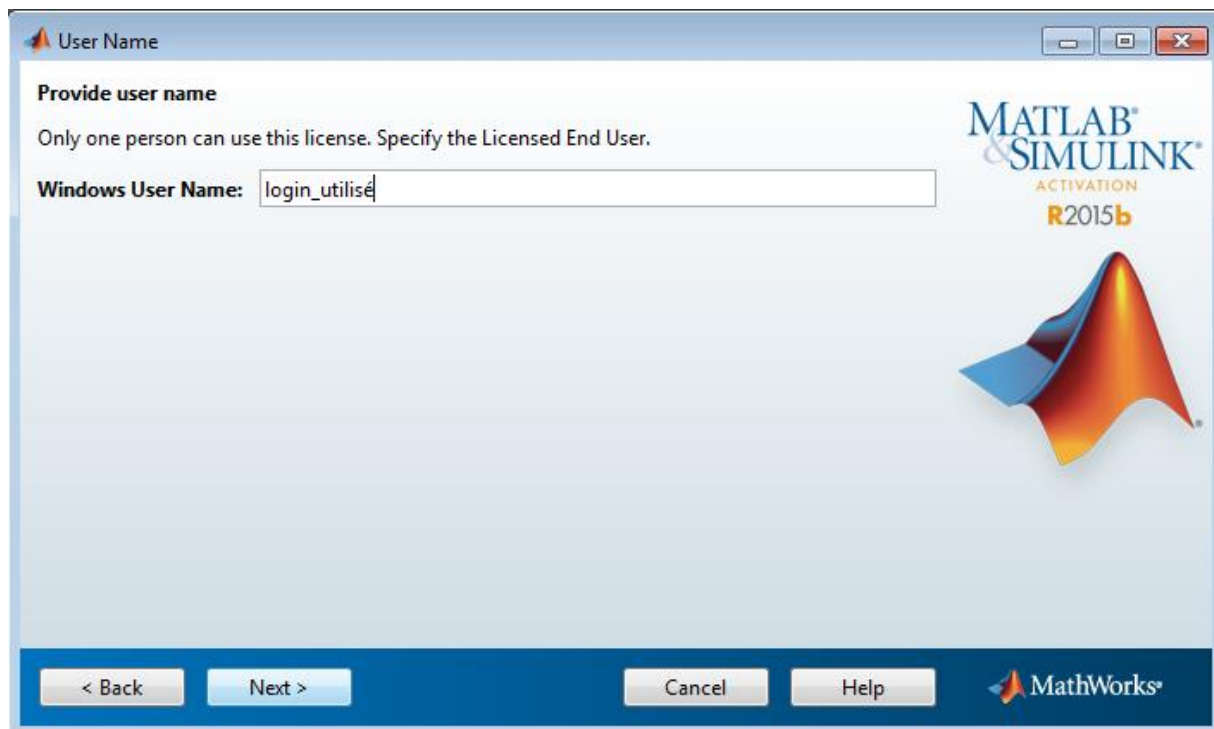 User Name
Provide user name
Only one person can use this license. Specify the Licensed End User.
Windows User Name: login_utilisé
MATLAB®
&SIMULINK®
ACTIVATION
R2015b
< Back Next > Cancel Help MathWorks®